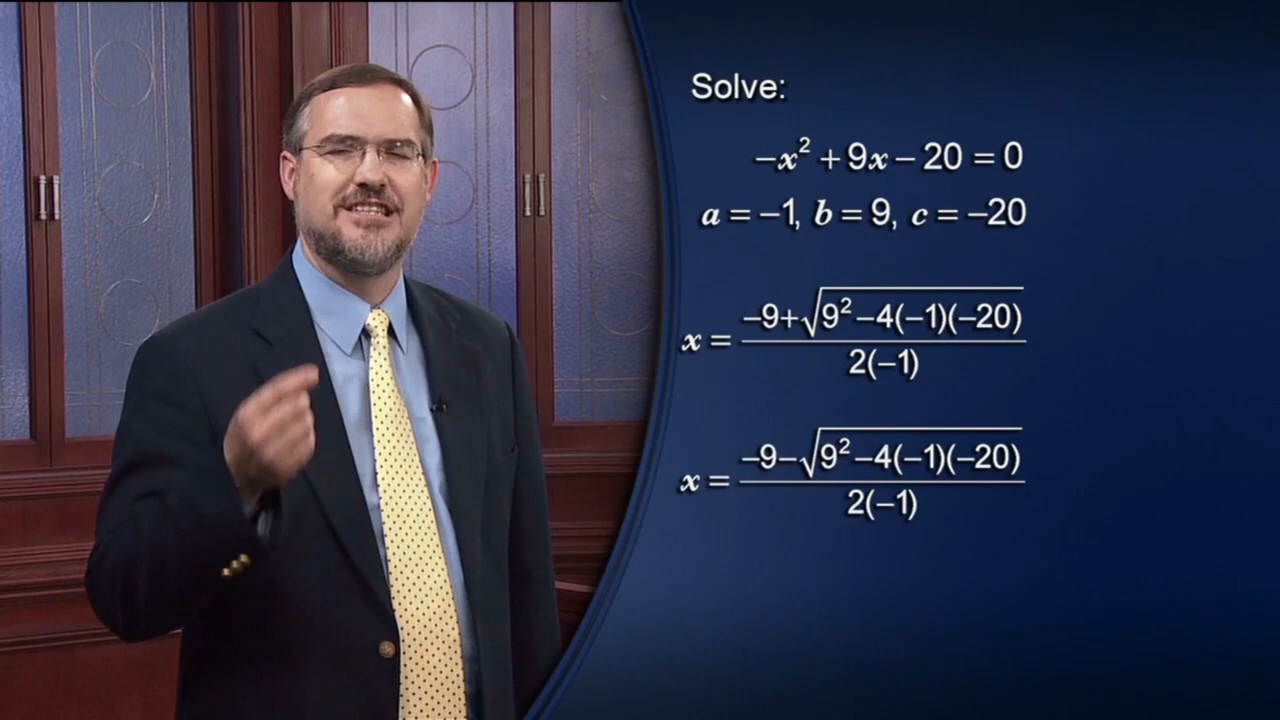 Solve:
−x² + 9x − 20 = 0
a = −1, b = 9, c = −20
x = (−9+√(9²−4(−1)(−20)))/(2(−1))
x = (−9−√(9²−4(−1)(−20)))/(2(−1))